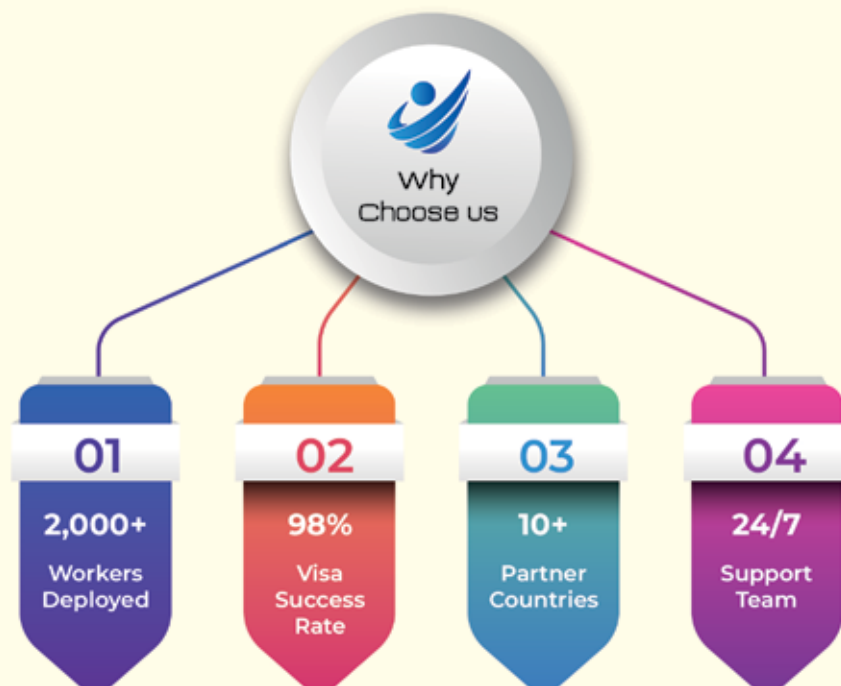 Why
Choose us
01
2,000+
Workers
Deployed
02
98%
Visa
Success
Rate
03
10+
Partner
Countries
04
24/7
Support
Team